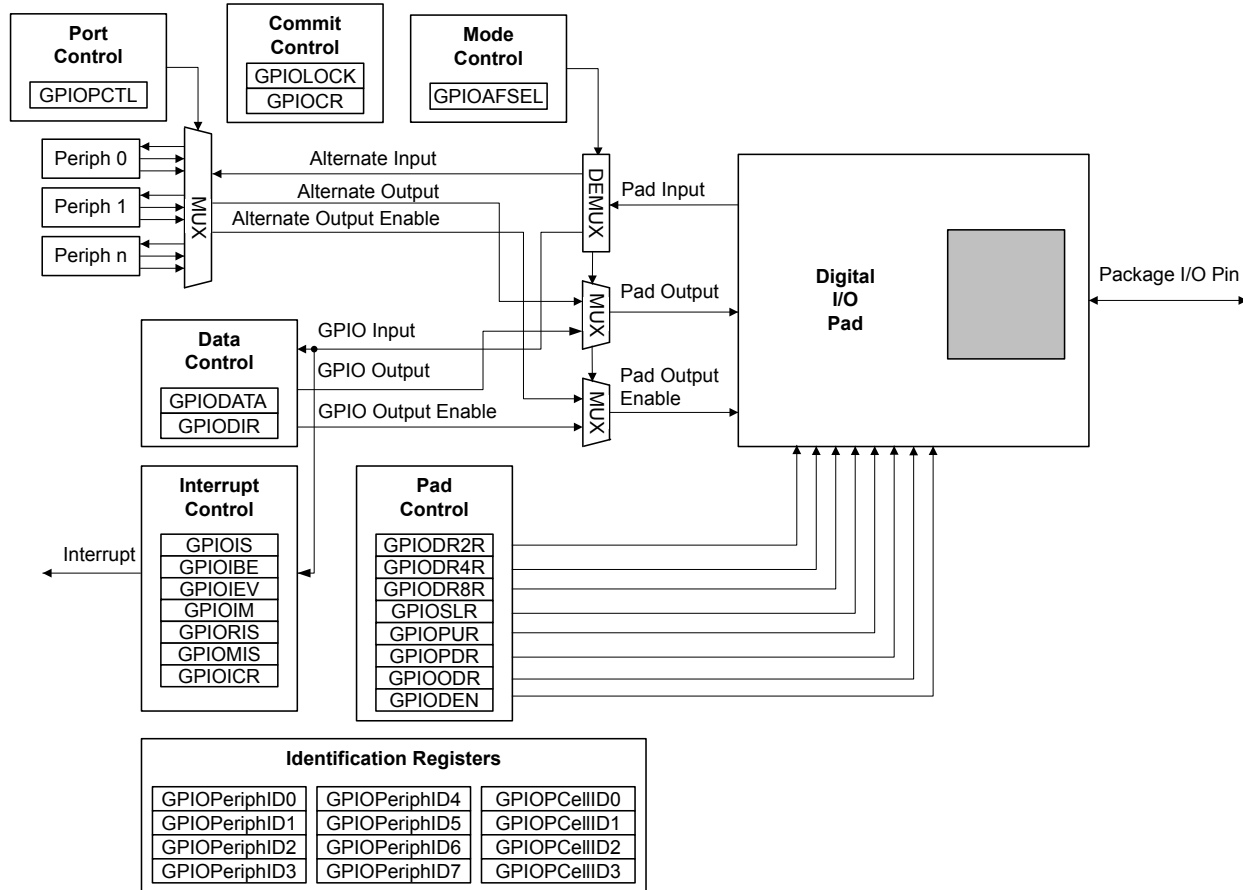 Port
Control
GPIOPCTL
Commit
Control
GPIOLOCK
GPIOCR
Mode
Control
GPIOAFSEL
Periph 0
Periph 1
Periph n
MUX
Alternate Input
Alternate Output
Alternate Output Enable
DEMUX
Pad Input
MUX
Pad Output
MUX
Pad Output
Enable
Digital
I/O
Pad
Package I/O Pin
Data
Control
GPIODATA
GPIODIR
GPIO Input
GPIO Output
GPIO Output Enable
Interrupt
Control
GPIOIS
GPIOIBE
GPIOIEV
GPIOIM
GPIORIS
GPIOMIS
GPIOICR
Interrupt
Pad
Control
GPIODR2R
GPIODR4R
GPIODR8R
GPIOSLR
GPIOPUR
GPIOPDR
GPIOODR
GPIODEN
Identification Registers
GPIOPeriphID0
GPIOPeriphID1
GPIOPeriphID2
GPIOPeriphID3
GPIOPeriphID4
GPIOPeriphID5
GPIOPeriphID6
GPIOPeriphID7
GPIOPCellID0
GPIOPCellID1
GPIOPCellID2
GPIOPCellID3